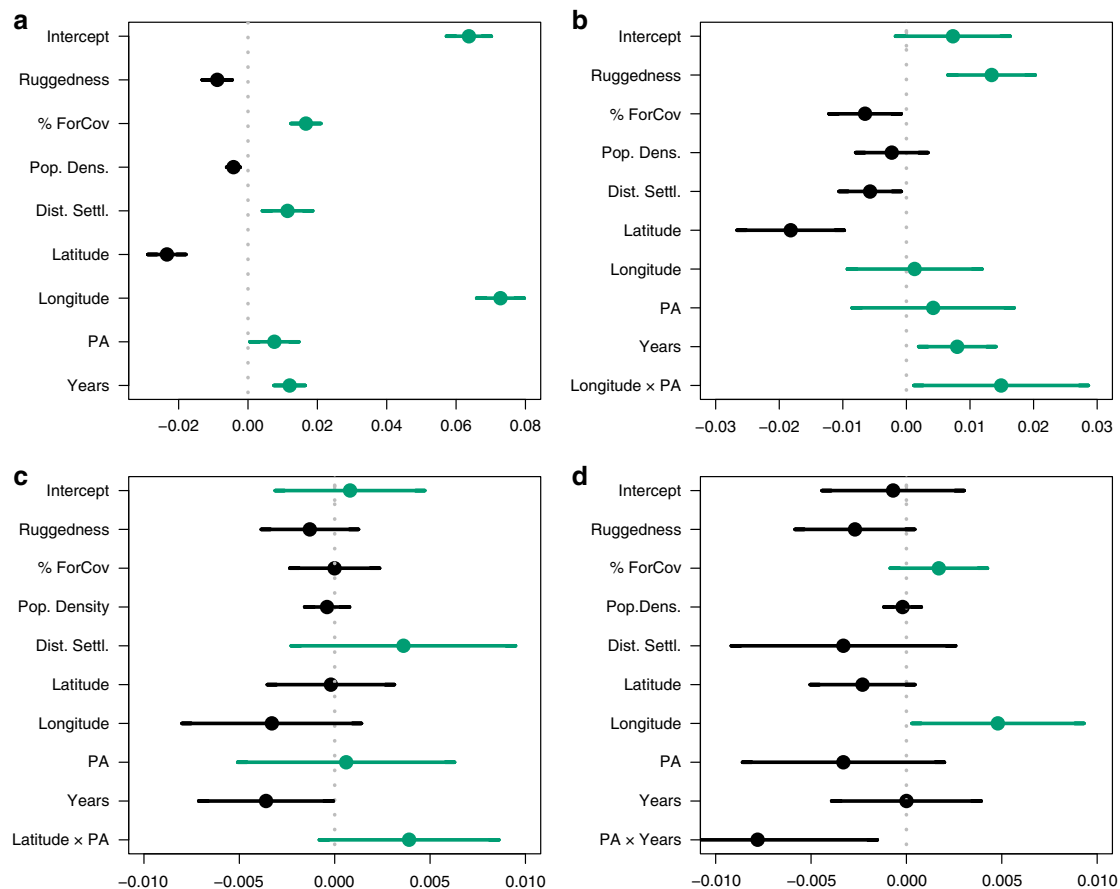 a
Intercept
Ruggedness
% ForCov
Pop. Dens.
Dist. Settl.
Latitude
Longitude
PA
Years
−0.02 0.00 0.02 0.04 0.06 0.08
b
Intercept
Ruggedness
% ForCov
Pop. Dens.
Dist. Settl.
Latitude
Longitude
PA
Years
Longitude × PA
−0.03 −0.02 −0.01 0.00 0.01 0.02 0.03
c
Intercept
Ruggedness
% ForCov
Pop. Density
Dist. Settl.
Latitude
Longitude
PA
Years
Latitude × PA
−0.010 −0.005 0.000 0.005 0.010
d
Intercept
Ruggedness
% ForCov
Pop.Dens.
Dist. Settl.
Latitude
Longitude
PA
Years
PA × Years
−0.010 −0.005 0.000 0.005 0.010